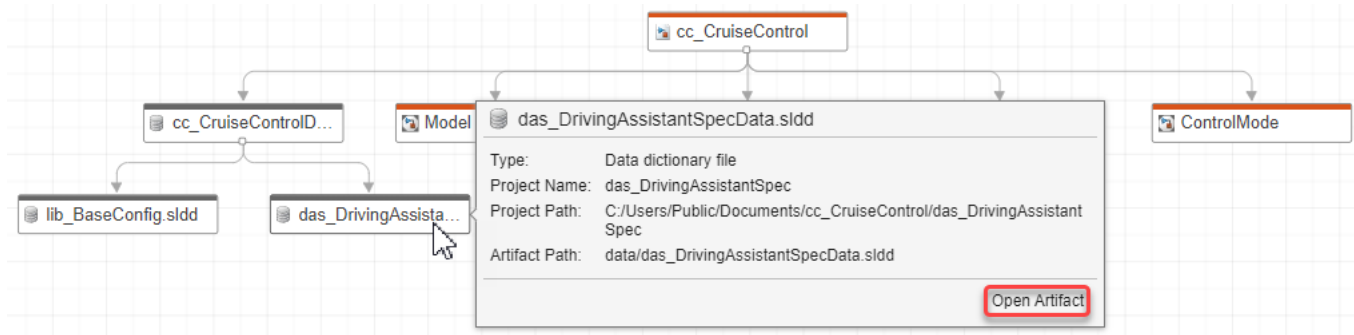 cc_CruiseControl
cc_CruiseControlD...
Model
ControlMode
lib_BaseConfig.sldd
das_DrivingAssista...
das_DrivingAssistantSpecData.sldd
Type: Data dictionary file
Project Name: das_DrivingAssistantSpec
Project Path: C:/Users/Public/Documents/cc_CruiseControl/das_DrivingAssistant
Spec
Artifact Path: data/das_DrivingAssistantSpecData.sldd
Open Artifact